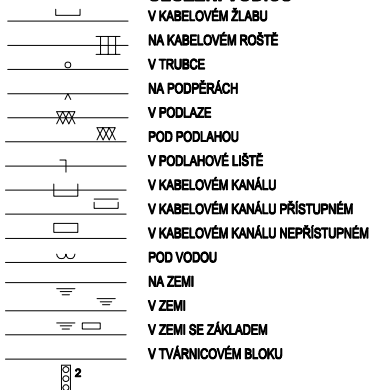 V KABELOVÉM ŽLABU
NA KABELOVÉM ROŠTĚ
V TRUBCE
NA PODPĚRÁCH
V PODLAZE
POD PODLAHOU
V PODLAHOVÉ LIŠTĚ
V KABELOVÉM KANÁLU
V KABELOVÉM KANÁLU PŘÍSTUPNÉM
V KABELOVÉM KANÁLU NEPŘÍSTUPNÉM
POD VODOU
NA ZEMI
V ZEMI
V ZEMI SE ZÁKLADEM
V TVÁRNICOVÉM BLOKU
2